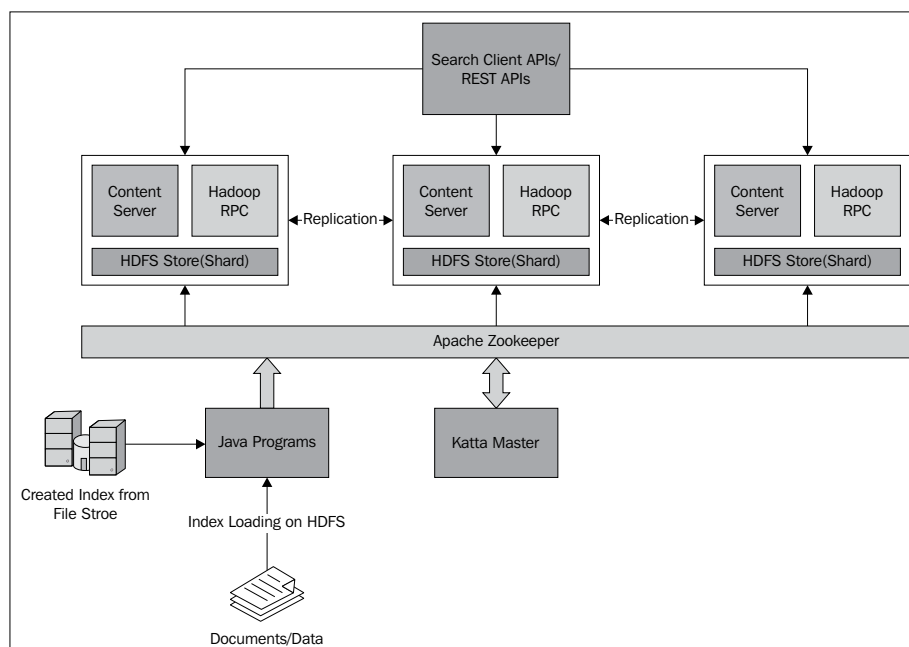 Search Client APIs/
REST APIs
Content
Server
Hadoop
RPC
HDFS Store(Shard)
Replication
Content
Server
Hadoop
RPC
HDFS Store(Shard)
Replication
Content
Server
Hadoop
RPC
HDFS Store(Shard)
Apache Zookeeper
Java Programs
Katta Master
Created Index from
File Stroe
Index Loading on HDFS
Documents/Data